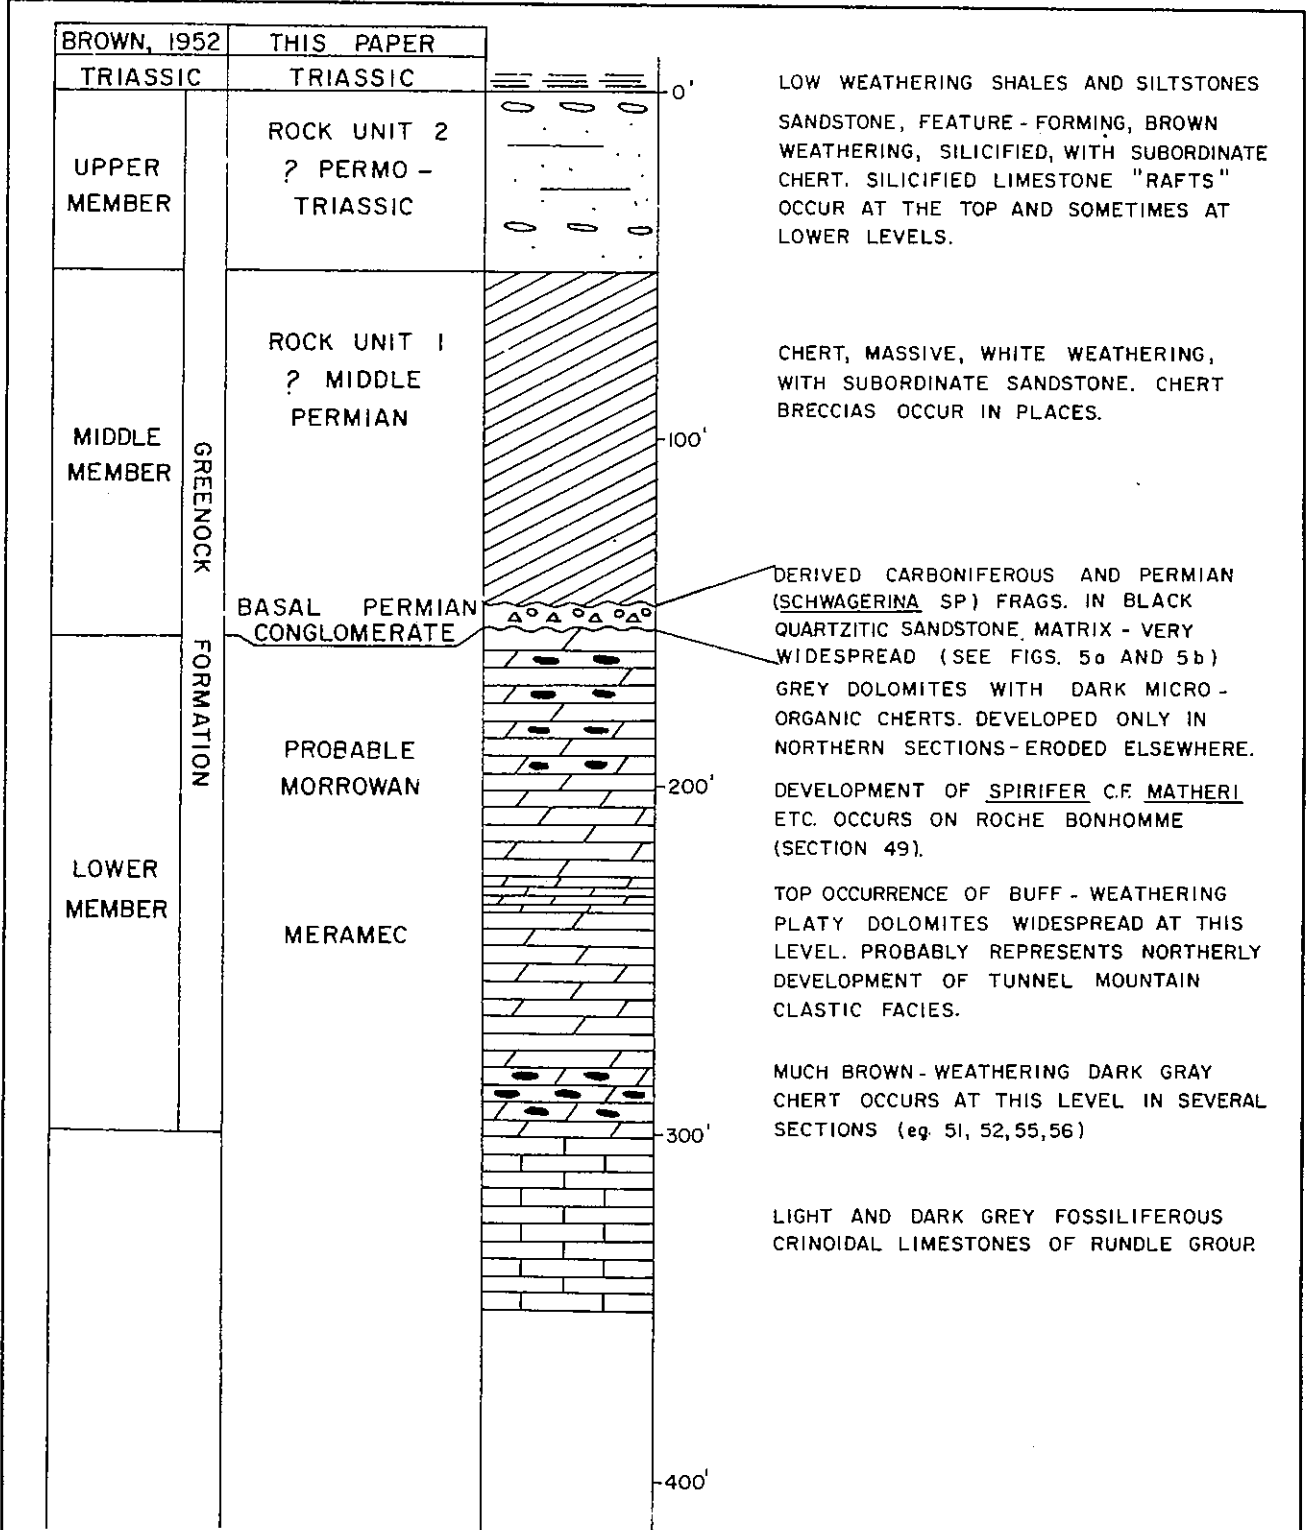 BROWN, 1952
THIS PAPER
TRIASSIC
TRIASSIC
UPPER
MEMBER
MIDDLE
MEMBER
LOWER
MEMBER
GREENOCK FORMATION
ROCK UNIT 2
? PERMO -
TRIASSIC
ROCK UNIT 1
? MIDDLE
PERMIAN
BASAL PERMIAN
CONGLOMERATE
PROBABLE
MORROWAN
MERAMEC
0'
100'
200'
300'
400'
LOW WEATHERING SHALES AND SILTSTONES
SANDSTONE, FEATURE - FORMING, BROWN
WEATHERING, SILICIFIED, WITH SUBORDINATE
CHERT. SILICIFIED LIMESTONE "RAFTS"
OCCUR AT THE TOP AND SOMETIMES AT
LOWER LEVELS.
CHERT, MASSIVE, WHITE WEATHERING,
WITH SUBORDINATE SANDSTONE. CHERT
BRECCIAS OCCUR IN PLACES.
DERIVED CARBONIFEROUS AND PERMIAN
(SCHWAGERINA SP) FRAGS. IN BLACK
QUARTZITIC SANDSTONE MATRIX - VERY
WIDESPREAD (SEE FIGS. 5a AND 5b)
GREY DOLOMITES WITH DARK MICRO -
ORGANIC CHERTS. DEVELOPED ONLY IN
NORTHERN SECTIONS - ERODED ELSEWHERE.
DEVELOPMENT OF SPIRIFER C.F. MATHERI
ETC. OCCURS ON ROCHE BONHOMME
(SECTION 49).
TOP OCCURRENCE OF BUFF - WEATHERING
PLATY DOLOMITES WIDESPREAD AT THIS
LEVEL. PROBABLY REPRESENTS NORTHERLY
DEVELOPMENT OF TUNNEL MOUNTAIN
CLASTIC FACIES.
MUCH BROWN - WEATHERING DARK GRAY
CHERT OCCURS AT THIS LEVEL IN SEVERAL
SECTIONS (eg. 51, 52, 55, 56)
LIGHT AND DARK GREY FOSSILIFEROUS
CRINOIDAL LIMESTONES OF RUNDLE GROUP.